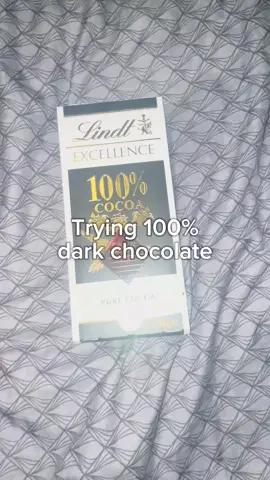 Lindt
EXCELLENCE
100%
COCOA
Trying 100%
dark chocolate